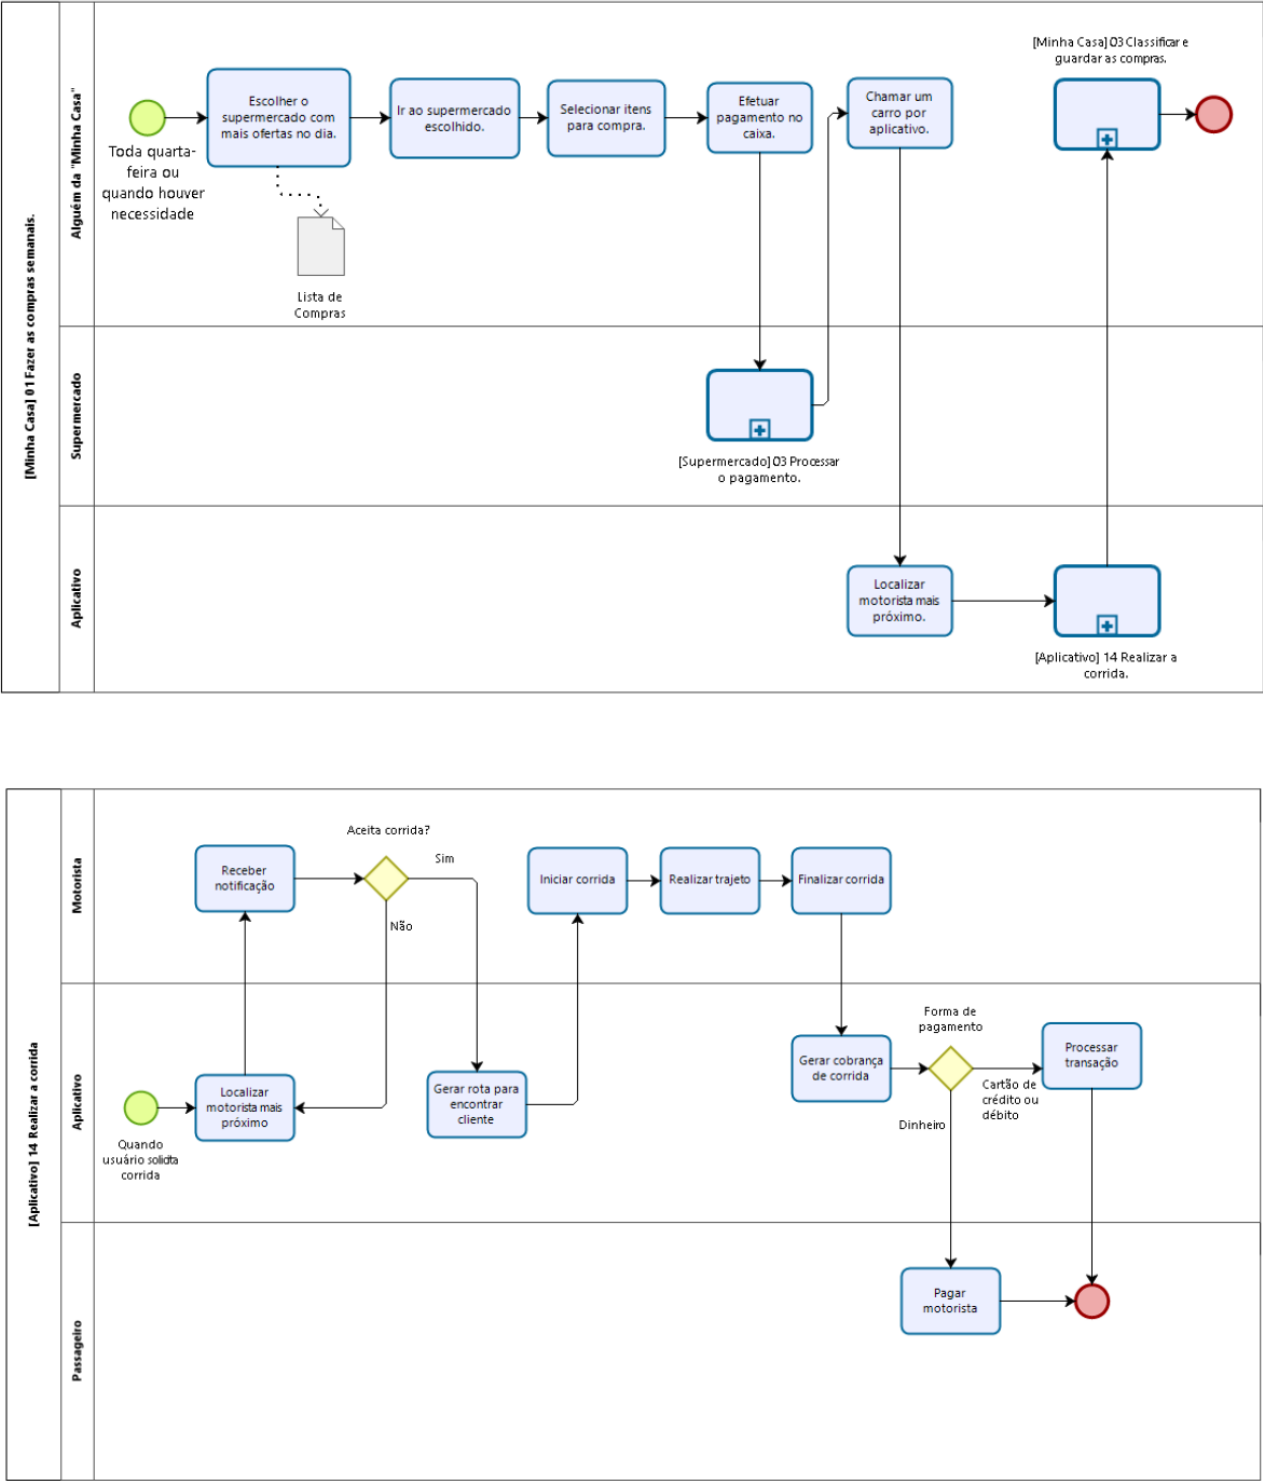 [Minha Casa] 01 Fazer as compras semanais.
Alguém da "Minha Casa"
Toda quarta-
feira ou
quando houver
necessidade
Escolher o
supermercado com
mais ofertas no dia.
Lista de
Compras
Ir ao supermercado
escolhido.
Selecionar itens
para compra.
Efetuar
pagamento no
caixa.
Chamar um
carro por
aplicativo.
[Minha Casa] 03 Classificar e
guardar as compras.
Supermercado
[Supermercado] 03 Processar
o pagamento.
Aplicativo
Localizar
motorista mais
próximo.
[Aplicativo] 14 Realizar a
corrida.
[Aplicativo] 14 Realizar a corrida
Motorista
Receber
notificação
Aceita corrida?
Sim
Não
Iniciar corrida
Realizar trajeto
Finalizar corrida
Aplicativo
Quando
usuário solicita
corrida
Localizar
motorista mais
próximo
Gerar rota para
encontrar
cliente
Gerar cobrança
de corrida
Forma de
pagamento
Cartão de
crédito ou
débito
Dinheiro
Processar
transação
Passageiro
Pagar
motorista